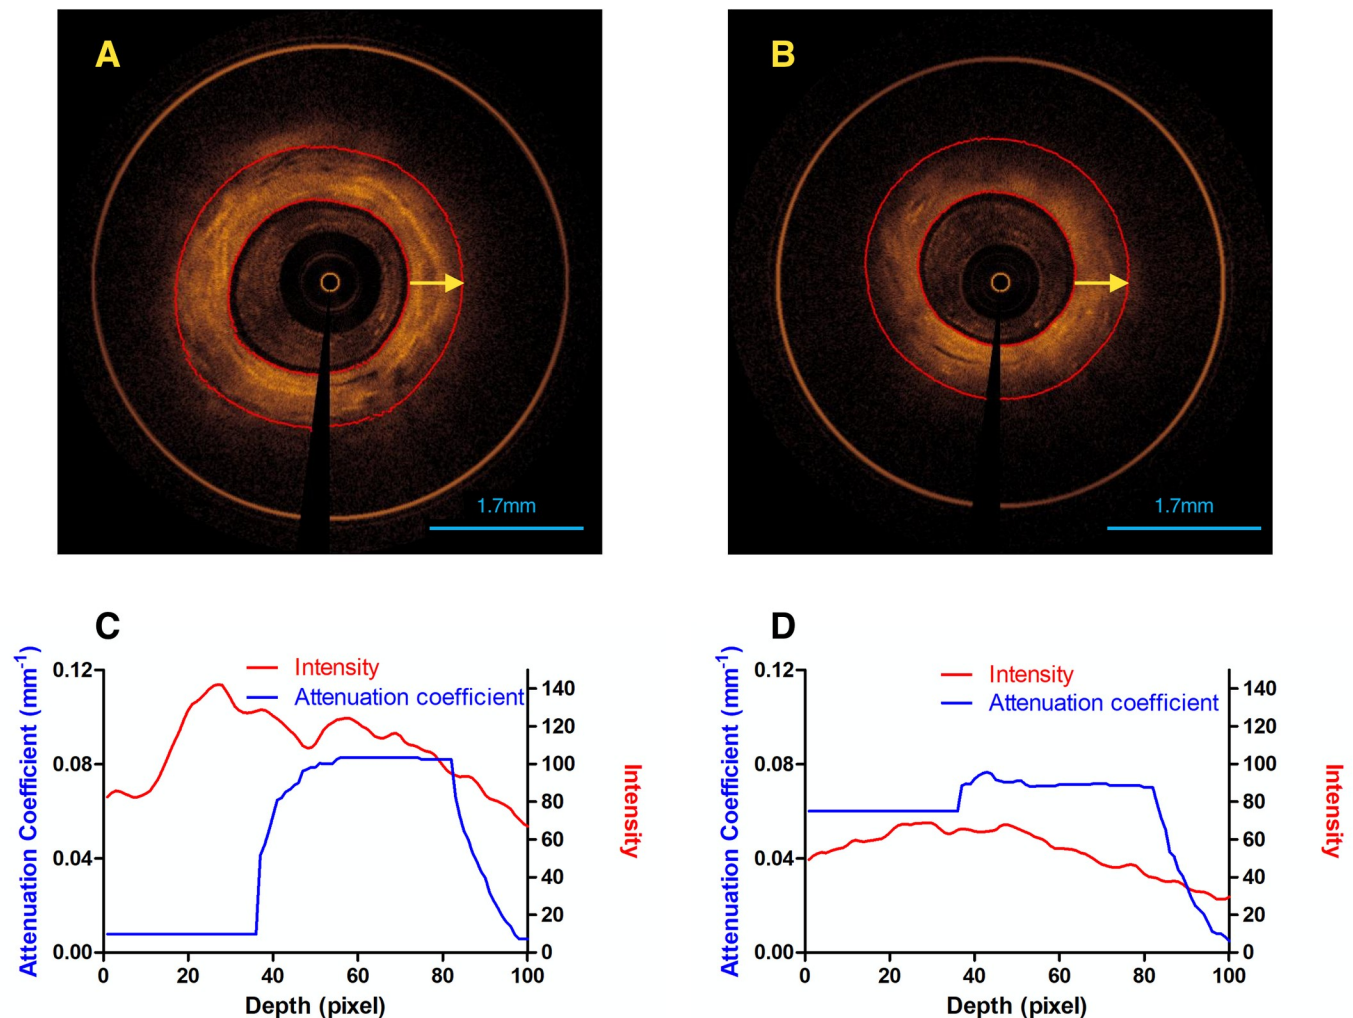 A
B
1.7mm
1.7mm
C
D
Attenuation Coefficient (mm-1)
0.12
0.08
0.04
0.00
Intensity
Attenuation coefficient
140
120
100
80
60
40
20
0
Intensity
0 20 40 60 80 100
Depth (pixel)
Attenuation Coefficient (mm-1)
0.12
0.08
0.04
0.00
Intensity
Attenuation coefficient
140
120
100
80
60
40
20
0
Intensity
0 20 40 60 80 100
Depth (pixel)